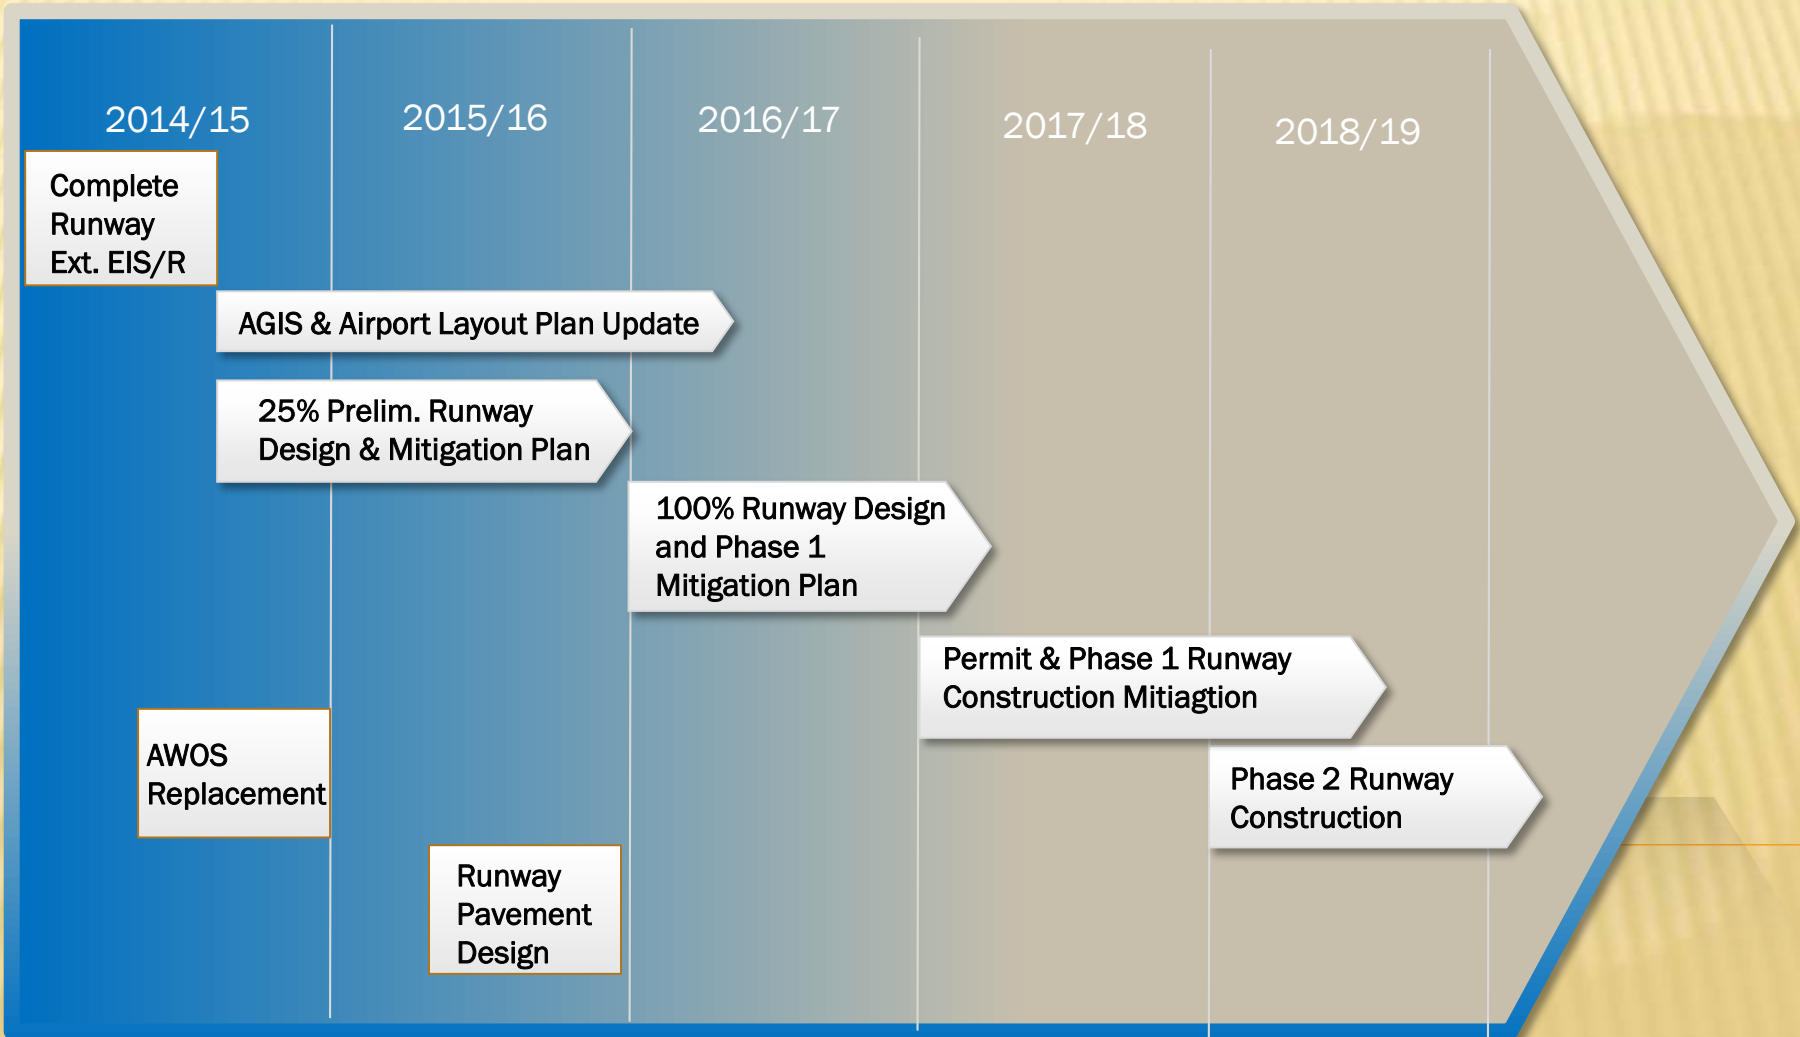 2014/15
2015/16
2016/17
2017/18
2018/19
Complete
Runway
Ext. EIS/R
AGIS & Airport Layout Plan Update
25% Prelim. Runway
Design & Mitigation Plan
100% Runway Design
and Phase 1
Mitigation Plan
Permit & Phase 1 Runway
Construction Mitiagtion
AWOS
Replacement
Phase 2 Runway
Construction
Runway
Pavement
Design